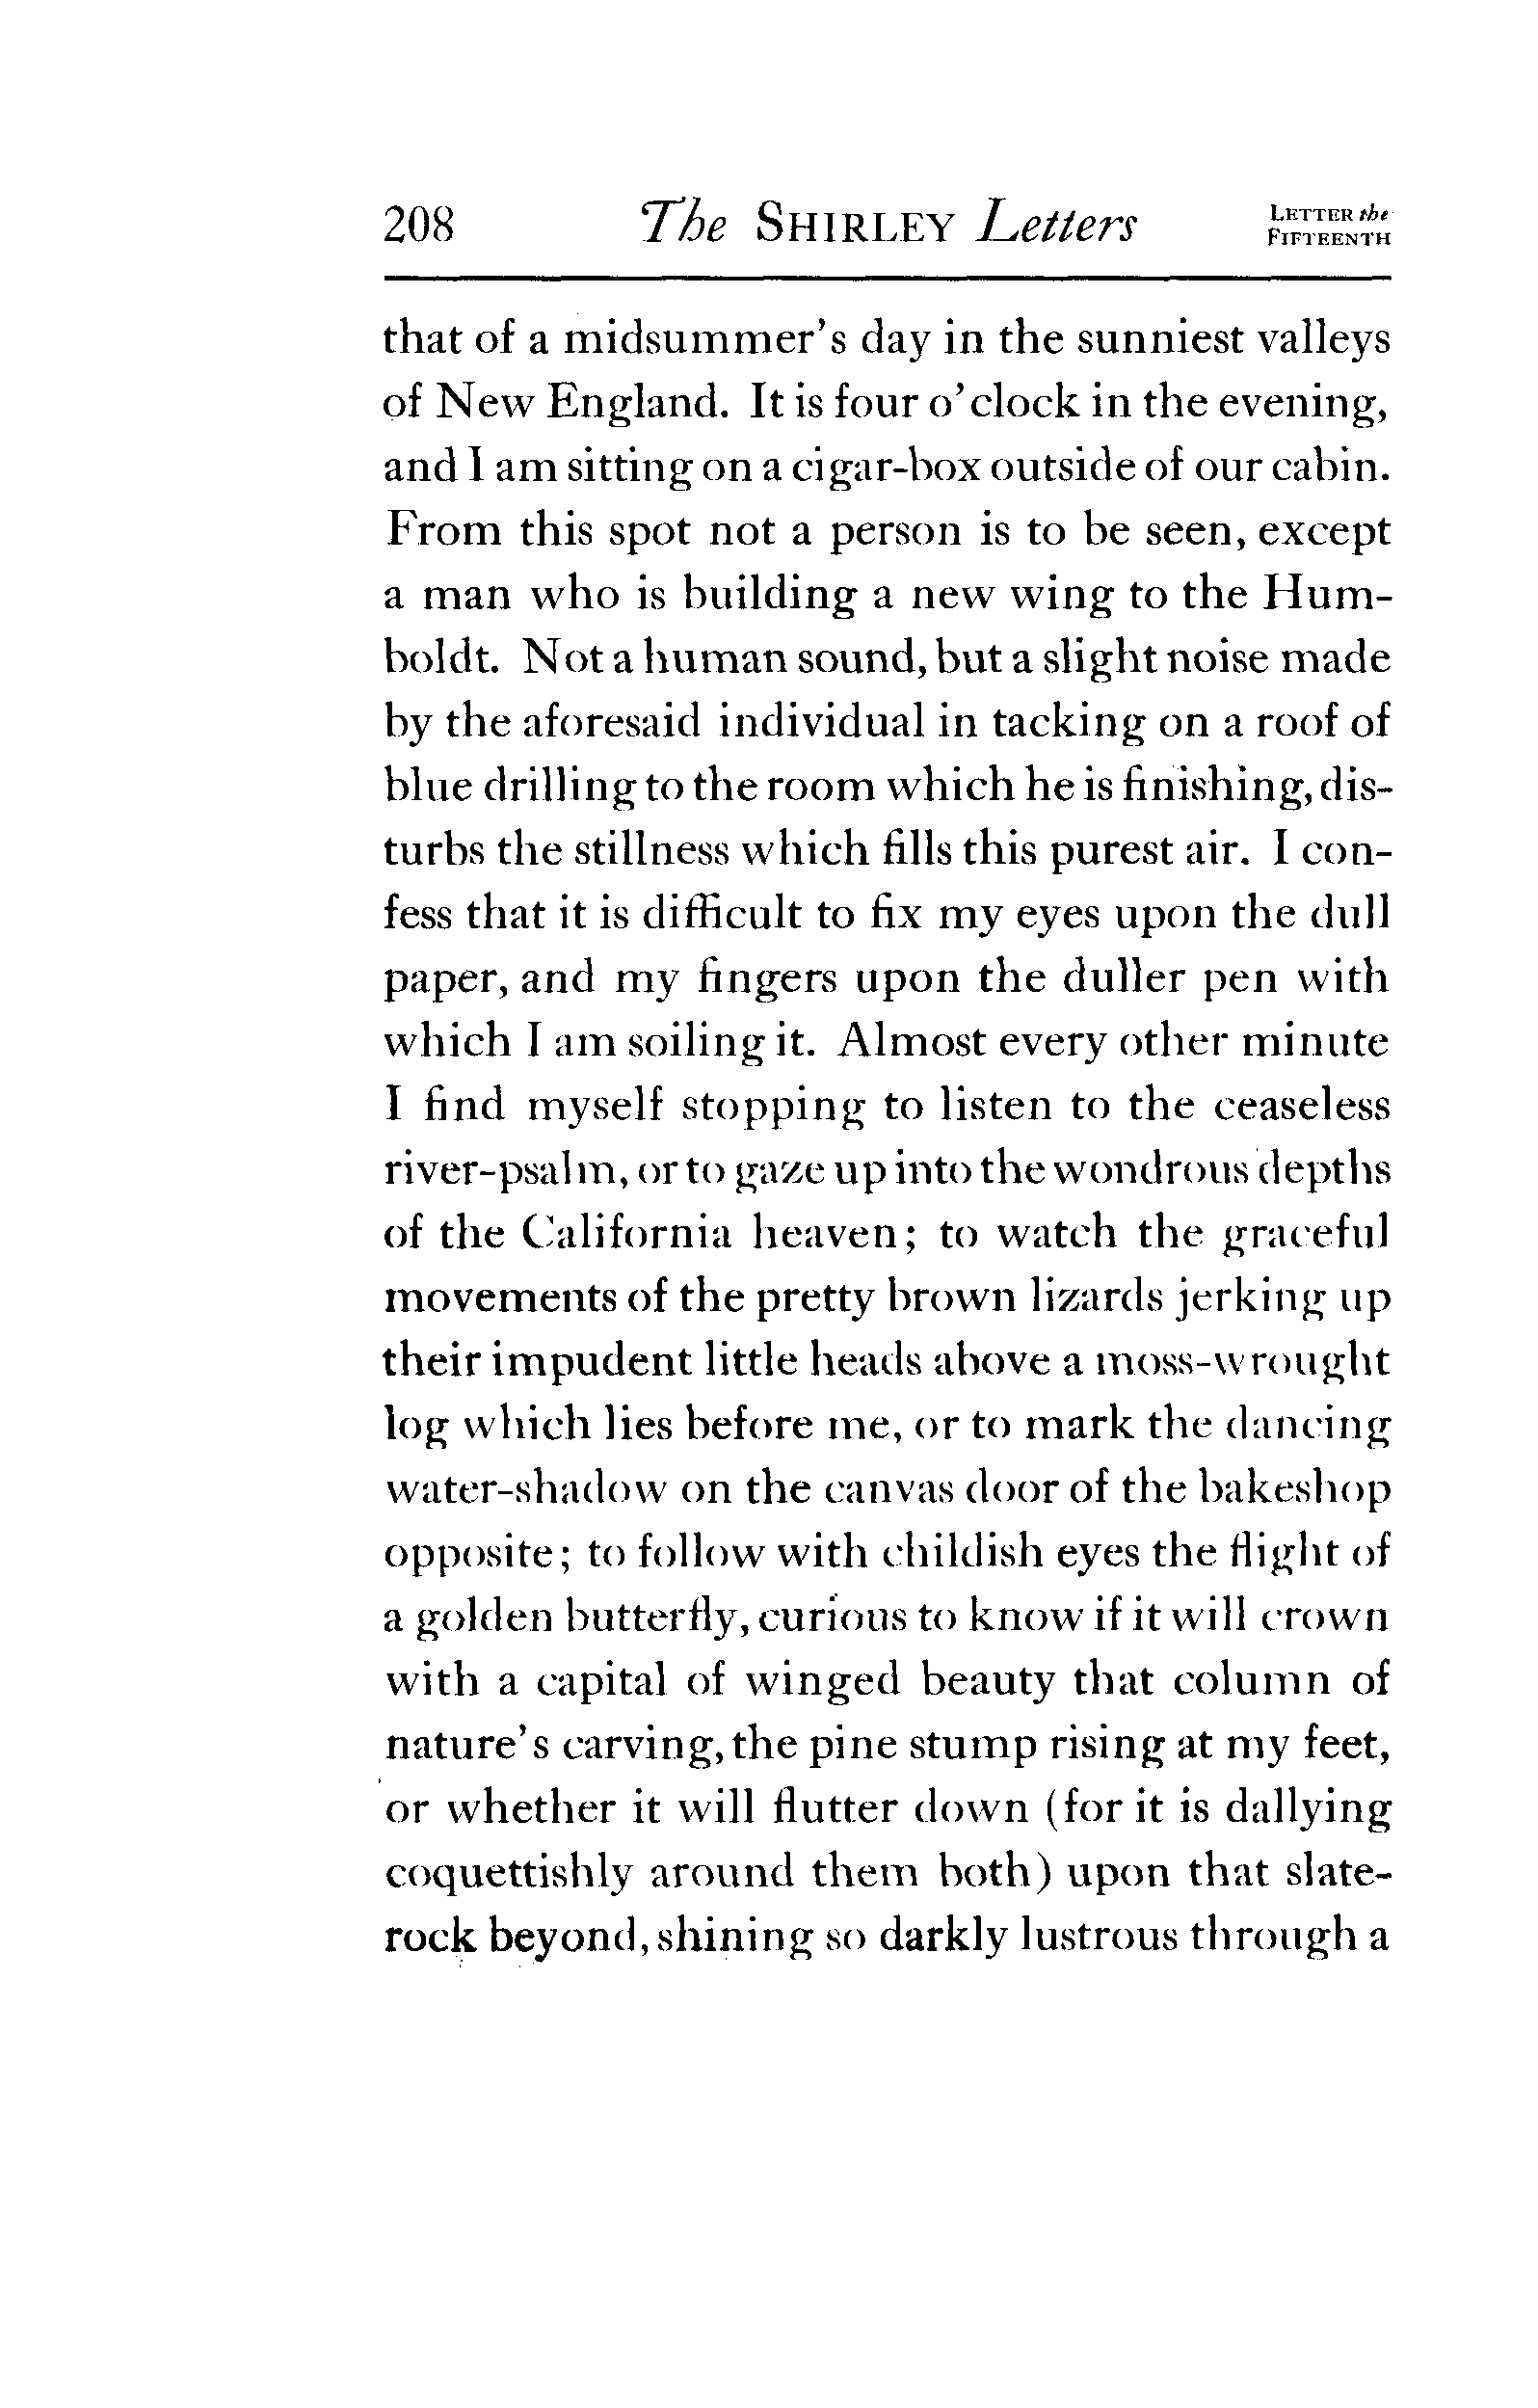 208 The SHIRLEY Letters LETTER the
FIFTEENTH
that of a midsummer's day in the sunniest valleys
of New England. It is four o'clock in the evening,
and I am sitting on a cigar-box outside of our cabin.
From this spot not a person is to be seen, except
a man who is building a new wing to the Hum-
boldt. Not a human sound, but a slight noise made
by the aforesaid individual in tacking on a roof of
blue drilling to the room which he is finishing, dis-
turbs the stillness which fills this purest air. I con-
fess that it is difficult to fix my eyes upon the dull
paper, and my fingers upon the duller pen with
which I am soiling it. Almost every other minute
I find myself stopping to listen to the ceaseless
river-psalm, or to gaze up into the wondrous depths
of the California heaven; to watch the graceful
movements of the pretty brown lizards jerking up
their impudent little heads above a moss-wrought
log which lies before me, or to mark the dancing
water-shadow on the canvas door of the bakeshop
opposite; to follow with childish eyes the flight of
a golden butterfly, curious to know if it will crown
with a capital of winged beauty that column of
nature's carving, the pine stump rising at my feet,
or whether it will flutter down (for it is dallying
coquettishly around them both) upon that slate-
rock beyond, shining so darkly lustrous through a